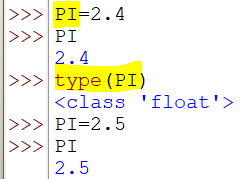 >>> PI=2.4
>>> PI
2.4
>>> type(PI)
<class 'float'>
>>> PI=2.5
>>> PI
2.5